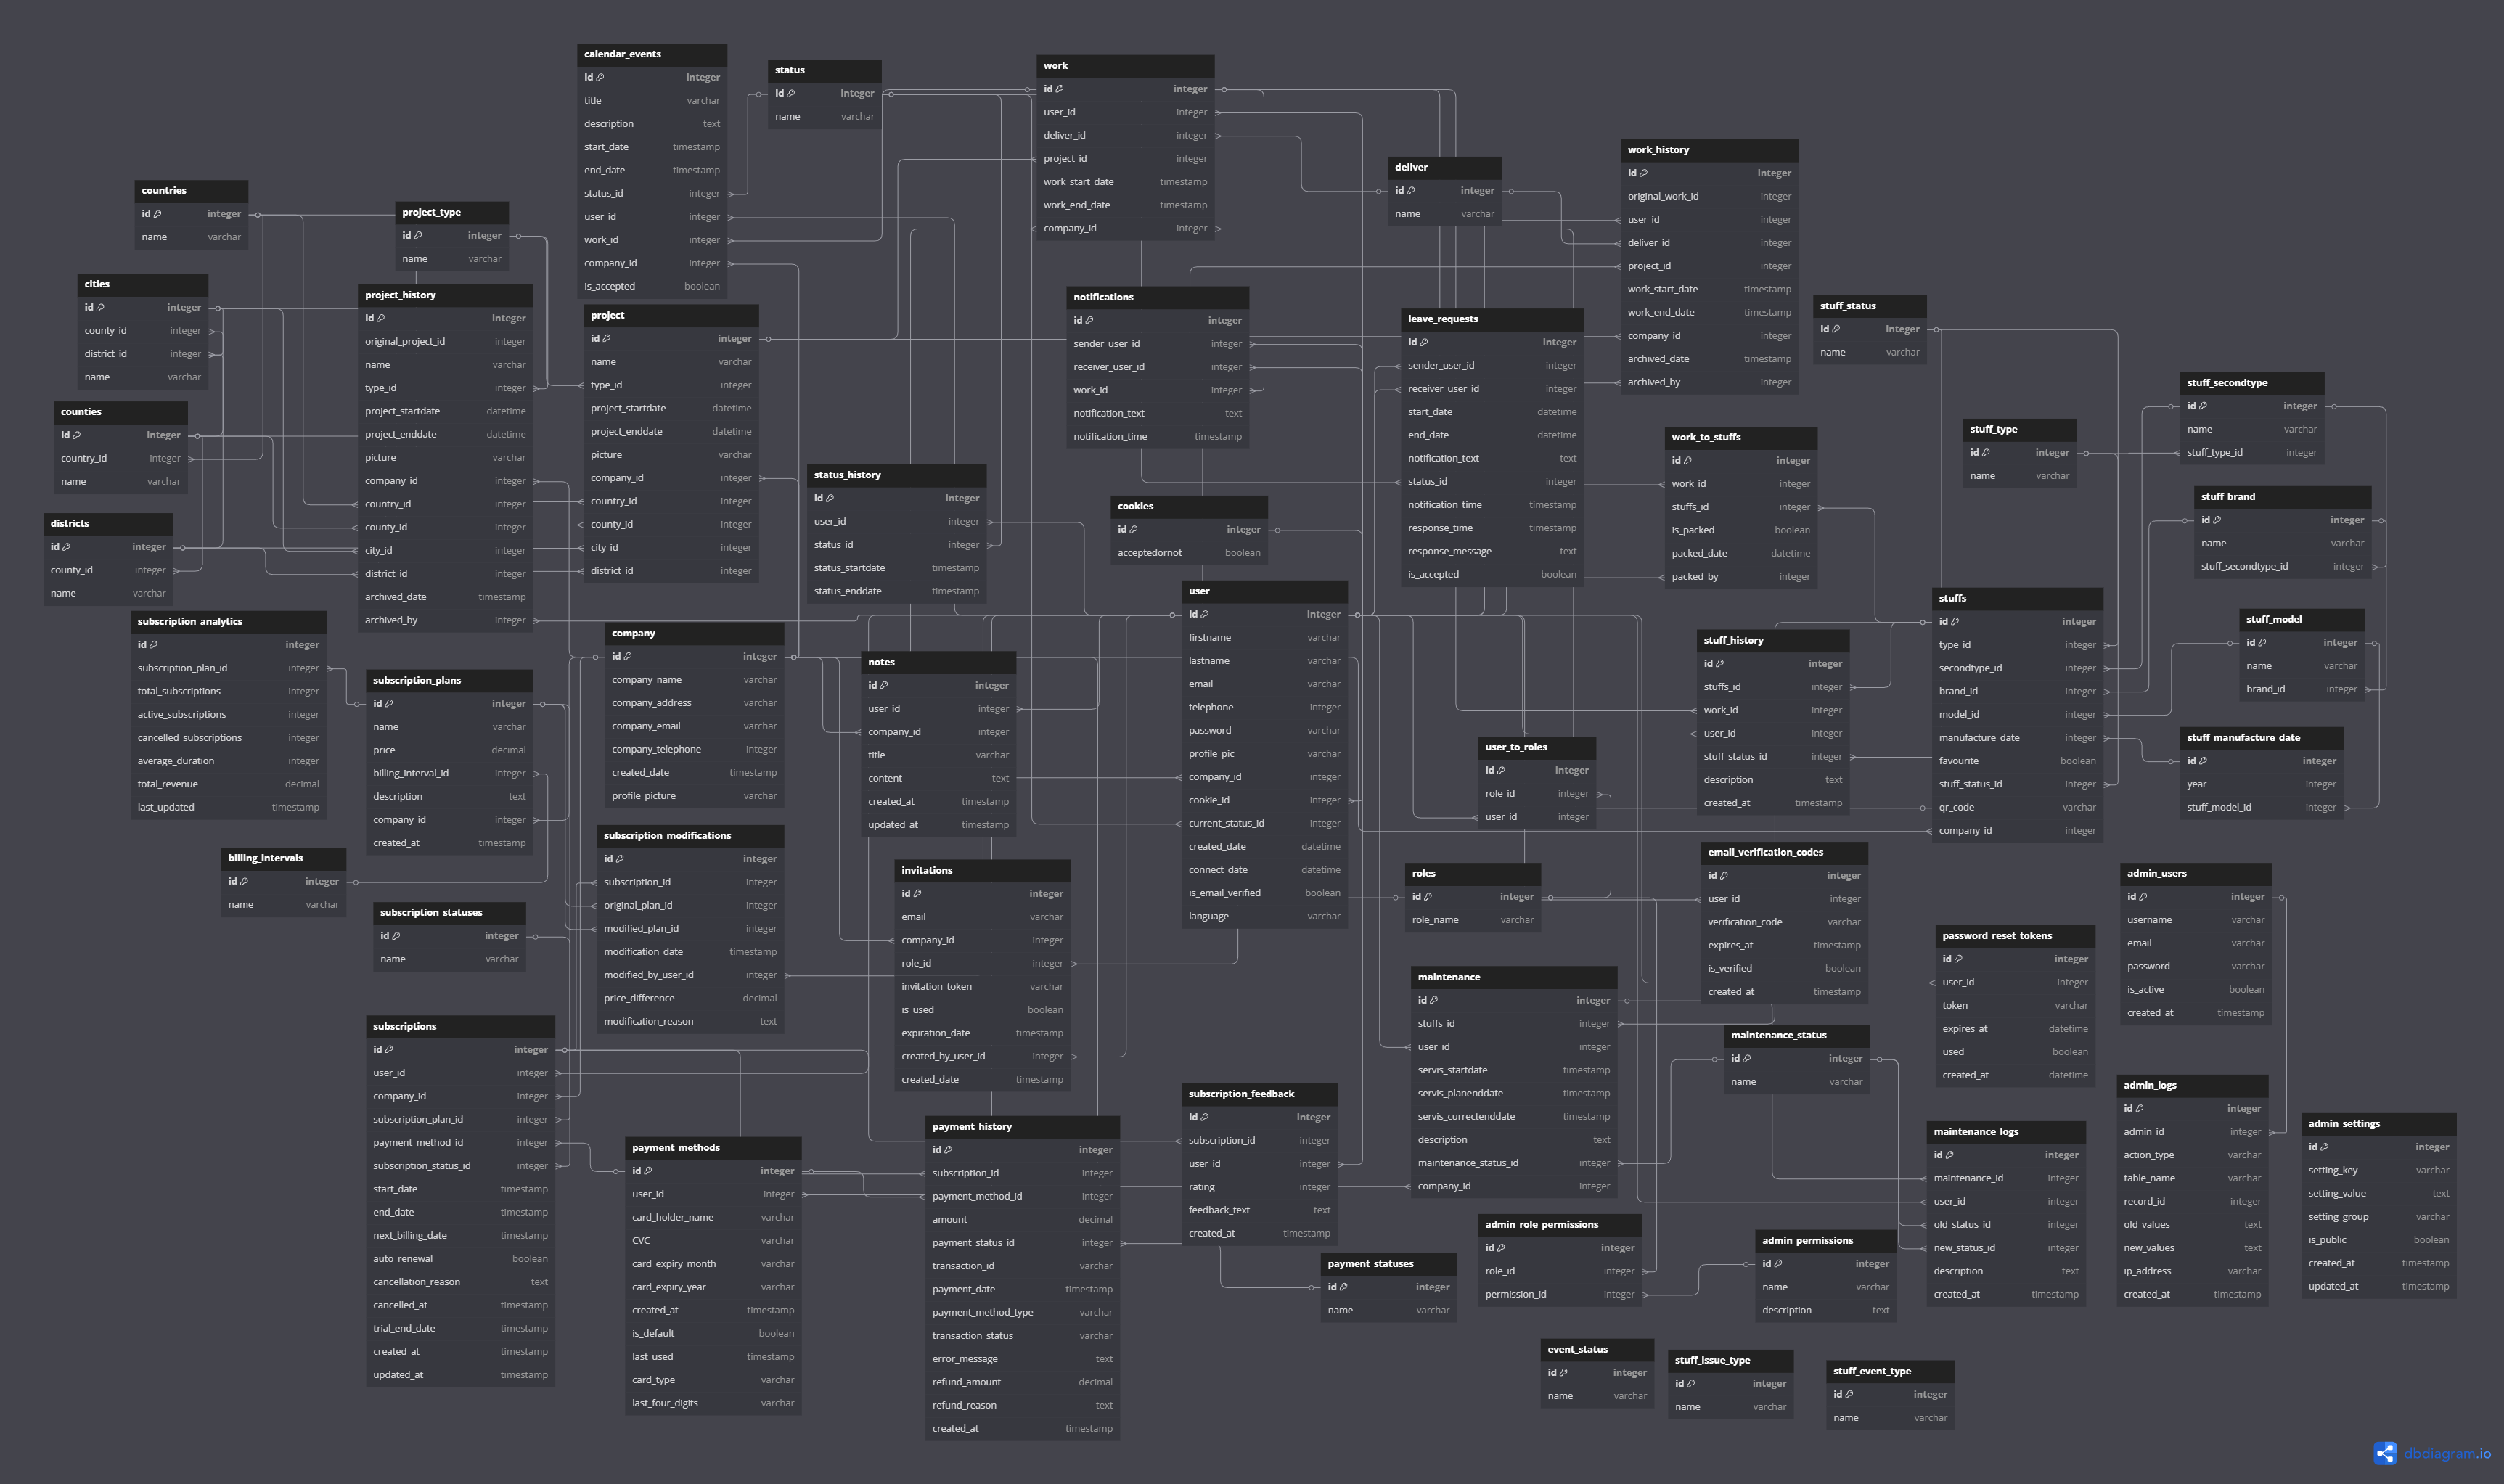 calendar_events
id integer
title varchar
description text
start_date timestamp
end_date timestamp
status_id integer
user_id integer
work_id integer
company_id integer
is_accepted boolean
status
id integer
name varchar
work
id integer
user_id integer
deliver_id integer
project_id integer
work_start_date timestamp
work_end_date timestamp
company_id integer
deliver
id integer
name varchar
work_history
id integer
original_work_id integer
user_id integer
deliver_id integer
project_id integer
work_start_date timestamp
work_end_date timestamp
company_id integer
archived_date timestamp
archived_by integer
countries
id integer
name varchar
project_type
id integer
name varchar
cities
id integer
county_id integer
district_id integer
name varchar
counties
id integer
country_id integer
name varchar
districts
id integer
county_id integer
name varchar
project_history
id integer
original_project_id integer
name varchar
type_id integer
project_startdate datetime
project_enddate datetime
picture varchar
company_id integer
country_id integer
county_id integer
city_id integer
district_id integer
archived_date timestamp
archived_by integer
project
id integer
name varchar
type_id integer
project_startdate datetime
project_enddate datetime
picture varchar
company_id integer
country_id integer
county_id integer
city_id integer
district_id integer
notifications
id integer
sender_user_id integer
receiver_user_id integer
work_id integer
notification_text text
notification_time timestamp
leave_requests
id integer
sender_user_id integer
receiver_user_id integer
start_date datetime
end_date datetime
notification_text text
status_id integer
notification_time timestamp
response_time timestamp
response_message text
is_accepted boolean
stuff_status
id integer
name varchar
stuff_type
id integer
name varchar
stuff_secondtype
id integer
name varchar
stuff_type_id integer
stuff_brand
id integer
name varchar
stuff_secondtype_id integer
stuff_model
id integer
name varchar
brand_id integer
stuff_manufacture_date
id integer
year integer
stuff_model_id integer
work_to_stuffs
id integer
work_id integer
stuffs_id integer
is_packed boolean
packed_date datetime
packed_by integer
status_history
id integer
user_id integer
status_id integer
status_startdate timestamp
status_enddate timestamp
cookies
id integer
acceptedornot boolean
user
id integer
firstname varchar
lastname varchar
email varchar
telephone integer
password varchar
profile_pic varchar
company_id integer
cookie_id integer
current_status_id integer
created_date datetime
connect_date datetime
is_email_verified boolean
language varchar
stuffs
id integer
type_id integer
secondtype_id integer
brand_id integer
model_id integer
manufacture_date integer
favourite boolean
stuff_status_id integer
qr_code varchar
company_id integer
stuff_history
id integer
stuffs_id integer
work_id integer
user_id integer
stuff_status_id integer
description text
created_at timestamp
subscription_analytics
id integer
subscription_plan_id integer
total_subscriptions integer
active_subscriptions integer
cancelled_subscriptions integer
average_duration integer
total_revenue decimal
last_updated timestamp
subscription_plans
id integer
name varchar
price decimal
billing_interval_id integer
description text
company_id integer
created_at timestamp
company
id integer
company_name varchar
company_address varchar
company_email varchar
company_telephone integer
created_date timestamp
profile_picture varchar
notes
id integer
user_id integer
company_id integer
title varchar
content text
created_at timestamp
updated_at timestamp
user_to_roles
id integer
role_id integer
user_id integer
billing_intervals
id integer
name varchar
subscription_statuses
id integer
name varchar
subscription_modifications
id integer
subscription_id integer
original_plan_id integer
modified_plan_id integer
modification_date timestamp
modified_by_user_id integer
price_difference decimal
modification_reason text
invitations
id integer
email varchar
company_id integer
role_id integer
invitation_token varchar
is_used boolean
expiration_date timestamp
created_by_user_id integer
created_date timestamp
roles
id integer
role_name varchar
email_verification_codes
id integer
user_id integer
verification_code varchar
expires_at timestamp
is_verified boolean
created_at timestamp
password_reset_tokens
id integer
user_id integer
token varchar
expires_at datetime
used boolean
created_at datetime
admin_users
id integer
username varchar
email varchar
password varchar
is_active boolean
created_at timestamp
maintenance
id integer
stuffs_id integer
user_id integer
servis_startdate timestamp
servis_planenddate timestamp
servis_currectenddate timestamp
description text
maintenance_status_id integer
company_id integer
maintenance_status
id integer
name varchar
subscriptions
id integer
user_id integer
company_id integer
subscription_plan_id integer
payment_method_id integer
subscription_status_id integer
start_date timestamp
end_date timestamp
next_billing_date timestamp
auto_renewal boolean
cancellation_reason text
cancelled_at timestamp
trial_end_date timestamp
created_at timestamp
updated_at timestamp
payment_methods
id integer
user_id integer
card_holder_name varchar
CVC varchar
card_expiry_month varchar
card_expiry_year varchar
created_at timestamp
is_default boolean
last_used timestamp
card_type varchar
last_four_digits varchar
payment_history
id integer
subscription_id integer
payment_method_id integer
amount decimal
payment_status_id integer
transaction_id varchar
payment_date timestamp
payment_method_type varchar
transaction_status varchar
error_message text
refund_amount decimal
refund_reason text
created_at timestamp
subscription_feedback
id integer
subscription_id integer
user_id integer
rating integer
feedback_text text
created_at timestamp
payment_statuses
id integer
name varchar
admin_role_permissions
id integer
role_id integer
permission_id integer
admin_permissions
id integer
name varchar
description text
maintenance_logs
id integer
maintenance_id integer
user_id integer
old_status_id integer
new_status_id integer
description text
created_at timestamp
admin_logs
id integer
admin_id integer
action_type varchar
table_name varchar
record_id integer
old_values text
new_values text
ip_address varchar
created_at timestamp
admin_settings
id integer
setting_key varchar
setting_value text
setting_group varchar
is_public boolean
created_at timestamp
updated_at timestamp
event_status
id integer
name varchar
stuff_issue_type
id integer
name varchar
stuff_event_type
id integer
name varchar
dbdiagram.io